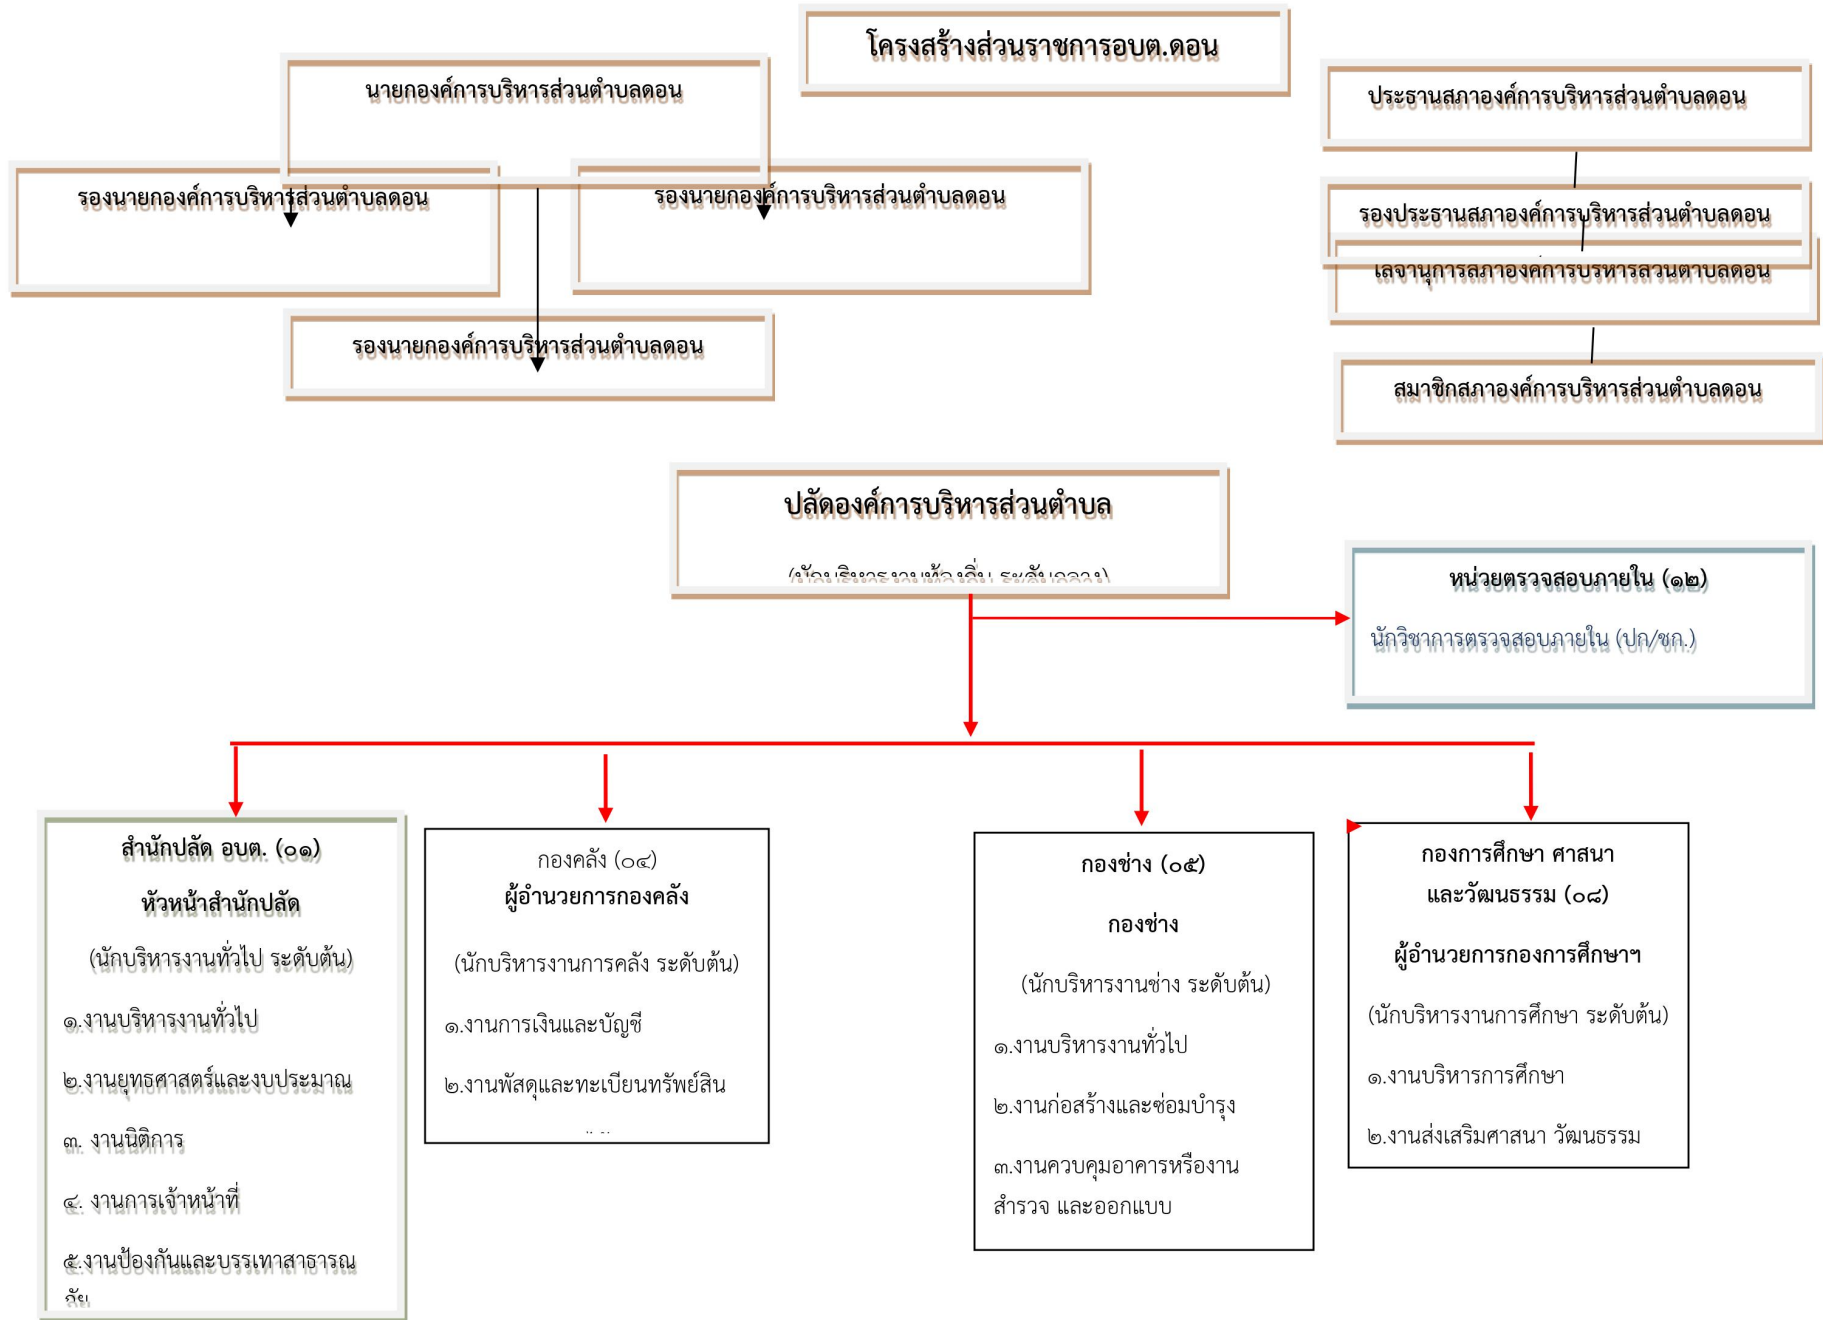 โครงสร้างส่วนราชการอบต.ดอน
นายกองค์การบริหารส่วนตำบลดอน
ประธานสภาองค์การบริหารส่วนตำบลดอน
รองนายกองค์การบริหารส่วนตำบลดอน
รองนายกองค์การบริหารส่วนตำบลดอน
รองประธานสภาองค์การบริหารส่วนตำบลดอน
เลขานุการสภาองค์การบริหารส่วนตำบลดอน
รองนายกองค์การบริหารส่วนตำบลดอน
สมาชิกสภาองค์การบริหารส่วนตำบลดอน
ปลัดองค์การบริหารส่วนตำบล
(นักบริหารงานท้องถิ่น ระดับกลาง)
หน่วยตรวจสอบภายใน (๑๒)
นักวิชาการตรวจสอบภายใน (ปก/ชก.)
สำนักปลัด อบต. (๐๑)
หัวหน้าสำนักปลัด
(นักบริหารงานทั่วไป ระดับต้น)
๑.งานบริหารงานทั่วไป
๒.งานยุทธศาสตร์และงบประมาณ
๓. งานนิติการ
๔. งานการเจ้าหน้าที่
๕.งานป้องกันและบรรเทาสาธารณ
ภัย
กองคลัง (๐๔)
ผู้อำนวยการกองคลัง
(นักบริหารงานการคลัง ระดับต้น)
๑.งานการเงินและบัญชี
๒.งานพัสดุและทะเบียนทรัพย์สิน
กองช่าง (๐๕)
กองช่าง
(นักบริหารงานช่าง ระดับต้น)
๑.งานบริหารงานทั่วไป
๒.งานก่อสร้างและซ่อมบำรุง
๓.งานควบคุมอาคารหรืองาน
สำรวจ และออกแบบ
กองการศึกษา ศาสนา
และวัฒนธรรม (๐๘)
ผู้อำนวยการกองการศึกษาฯ
(นักบริหารงานการศึกษา ระดับต้น)
๑.งานบริหารการศึกษา
๒.งานส่งเสริมศาสนา วัฒนธรรม